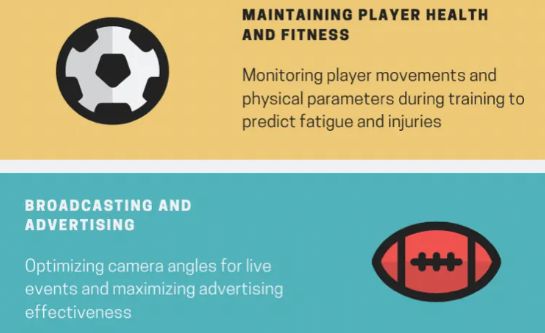 MAINTAINING PLAYER HEALTH
AND FITNESS
Monitoring player movements and
physical parameters during training to
predict fatigue and injuries
BROADCASTING AND
ADVERTISING
Optimizing camera angles for live
events and maximizing advertising
effectiveness